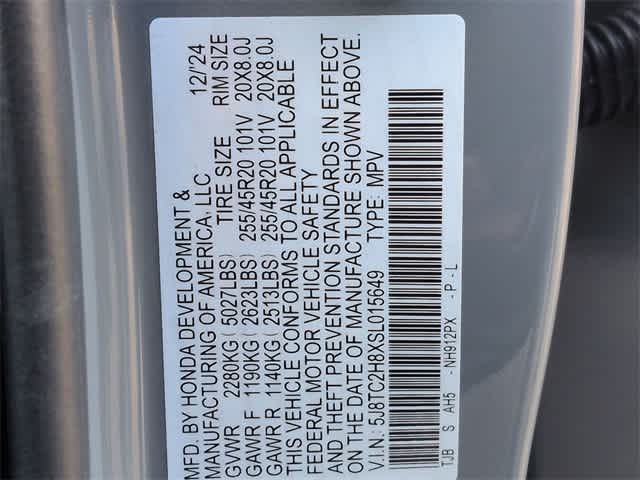 MFD. BY HONDA DEVELOPMENT &
MANUFACTURING OF AMERICA, LLC 12/'24
GVWR 2280KG(5027LBS) TIRE SIZE RIM SIZE
GAWR F 1190KG(2623LBS) 255/45R20 101V 20X8.0J
GAWR R 1140KG(2513LBS) 255/45R20 101V 20X8.0J
THIS VEHICLE CONFORMS TO ALL APPLICABLE
FEDERAL MOTOR VEHICLE SAFETY
AND THEFT PREVENTION STANDARDS IN EFFECT
ON THE DATE OF MANUFACTURE SHOWN ABOVE.
V.I.N.: 5J8TC2H8XSL015649 TYPE: MPV
TJB S AH5 - NH912PX - P - L